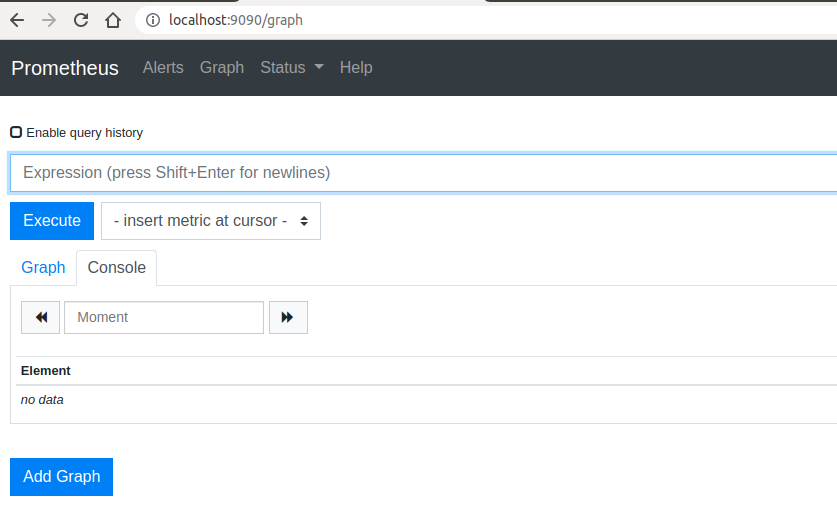 localhost:9090/graph
Prometheus Alerts Graph Status Help
Enable query history
Expression (press Shift+Enter for newlines)
Execute - insert metric at cursor -
Graph Console
Moment
Element
no data
Add Graph